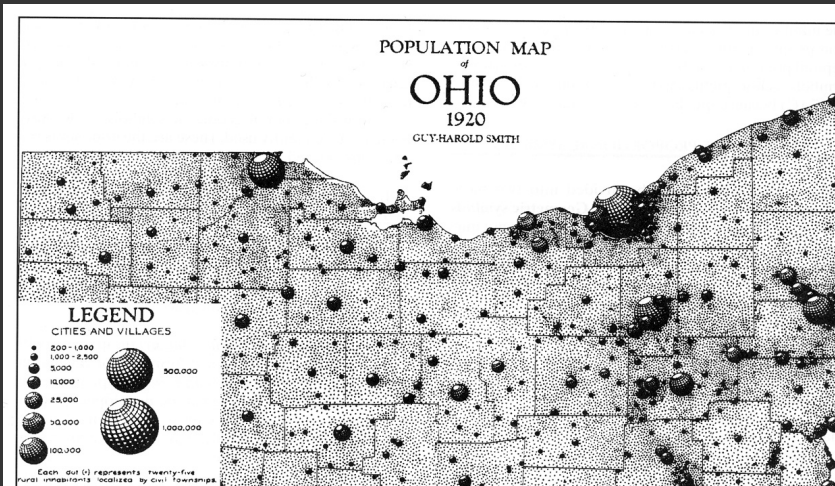 POPULATION MAP
of
OHIO
1920
GUY-HAROLD SMITH
LEGEND
CITIES AND VILLAGES
200 - 1,000
1,000 - 2,500
5,000
10,000
25,000
50,000
100,000
500,000
1,000,000
Each dot (•) represents twenty-five
rural inhabitants localized by civil townships.